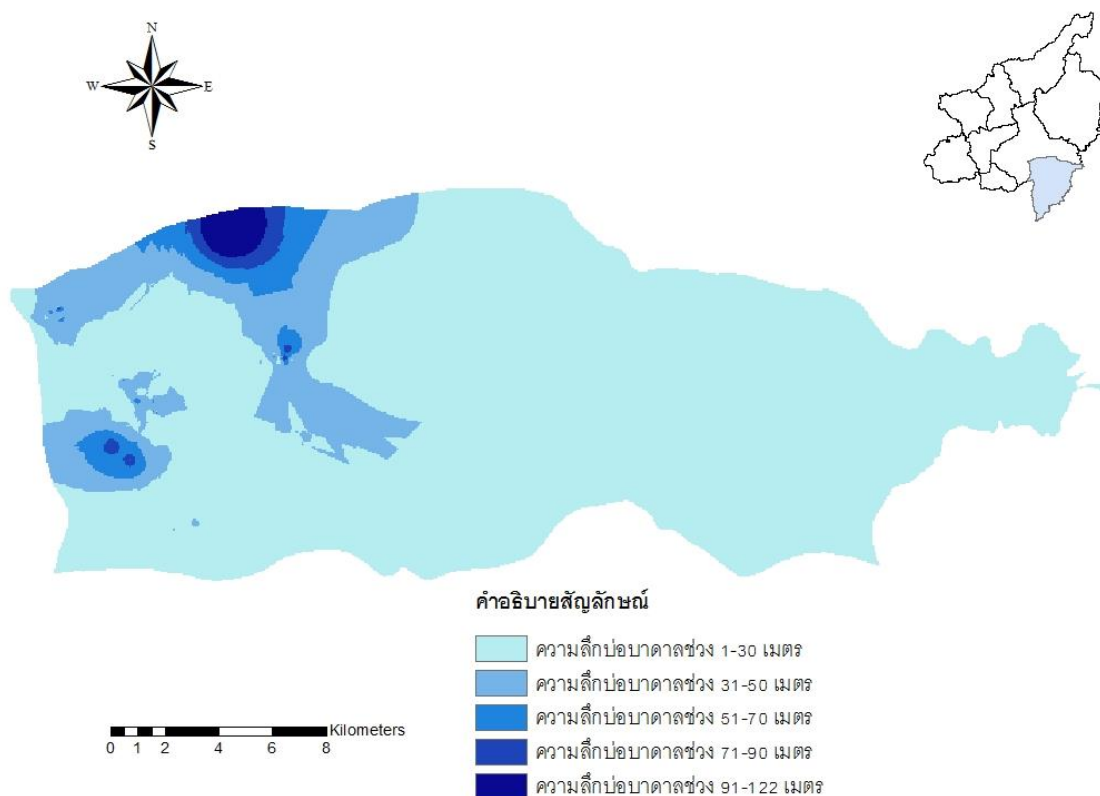 N
W E
S
คำอธิบายสัญลักษณ์
ความลึกบ่อบาดาลช่วง 1-30 เมตร
ความลึกบ่อบาดาลช่วง 31-50 เมตร
ความลึกบ่อบาดาลช่วง 51-70 เมตร
ความลึกบ่อบาดาลช่วง 71-90 เมตร
ความลึกบ่อบาดาลช่วง 91-122 เมตร
Kilometers
0 1 2 4 6 8